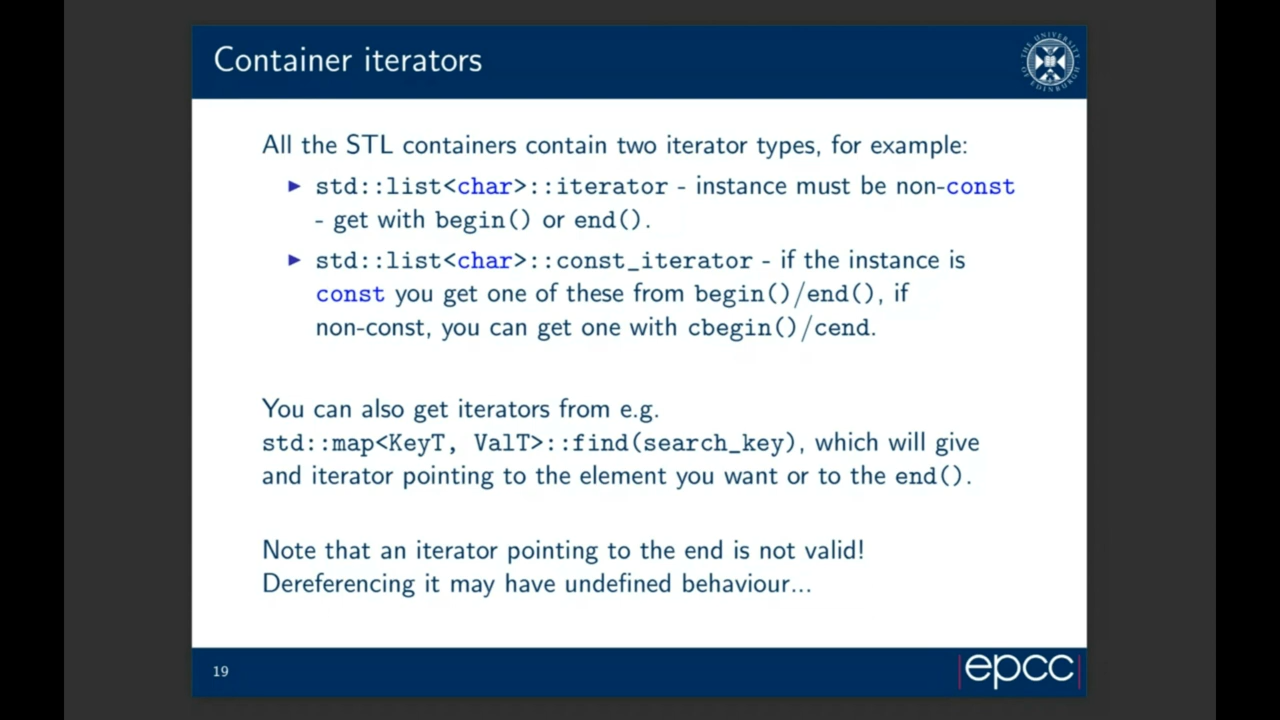 Container iterators
THE UNIVERSITY OF EDINBURGH
All the STL containers contain two iterator types, for example:
▶ std::list<char>::iterator - instance must be non-const
- get with begin() or end().
▶ std::list<char>::const_iterator - if the instance is
const you get one of these from begin()/end(), if
non-const, you can get one with cbegin()/cend.
You can also get iterators from e.g.
std::map<KeyT, ValT>::find(search_key), which will give
and iterator pointing to the element you want or to the end().
Note that an iterator pointing to the end is not valid!
Dereferencing it may have undefined behaviour...
19
|epcc|